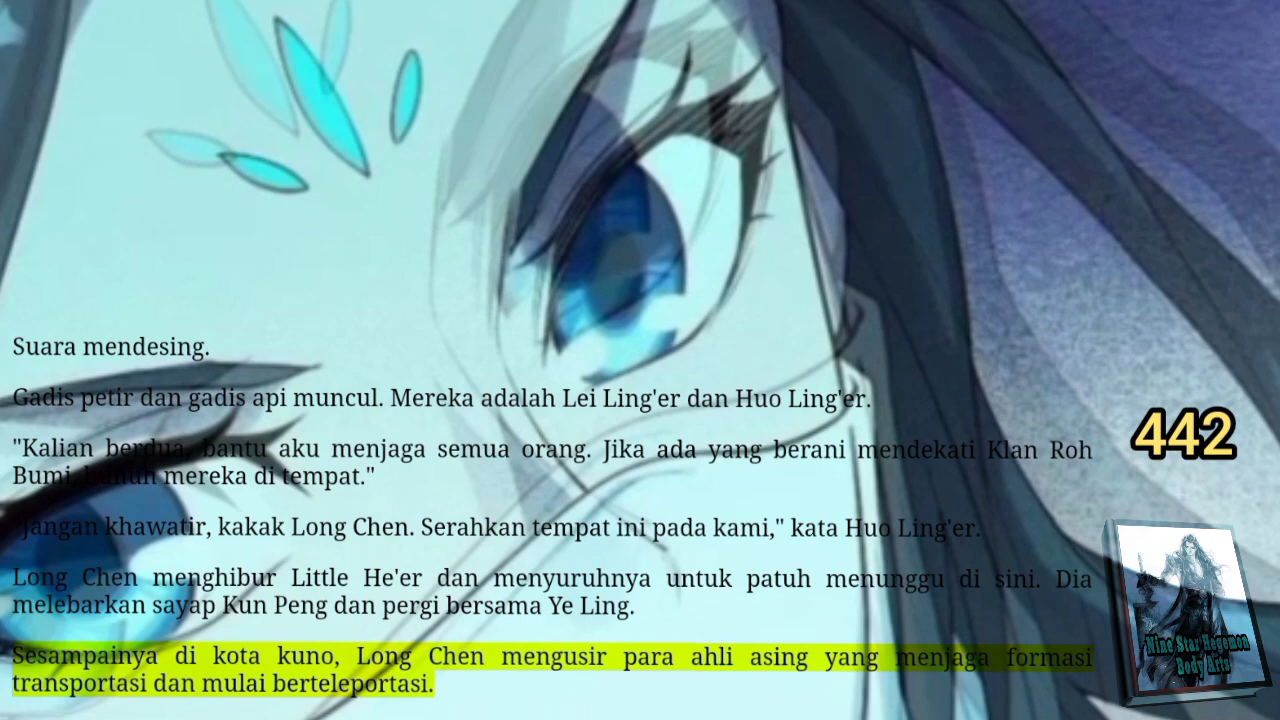 Suara mendesing.
Gadis petir dan gadis api muncul. Mereka adalah Lei Ling'er dan Huo Ling'er.
"Kalian berdua, bantu aku menjaga semua orang. Jika ada yang berani mendekati Klan Roh
Bumi, bunuh mereka di tempat."
"Jangan khawatir, kakak Long Chen. Serahkan tempat ini pada kami," kata Huo Ling'er.
Long Chen menghibur Little He'er dan menyuruhnya untuk patuh menunggu di sini. Dia
melebarkan sayap Kun Peng dan pergi bersama Ye Ling.
Sesampainya di kota kuno, Long Chen mengusir para ahli asing yang menjaga formasi
transportasi dan mulai berteleportasi.
442
Nine Star Hegemon
Body Arts